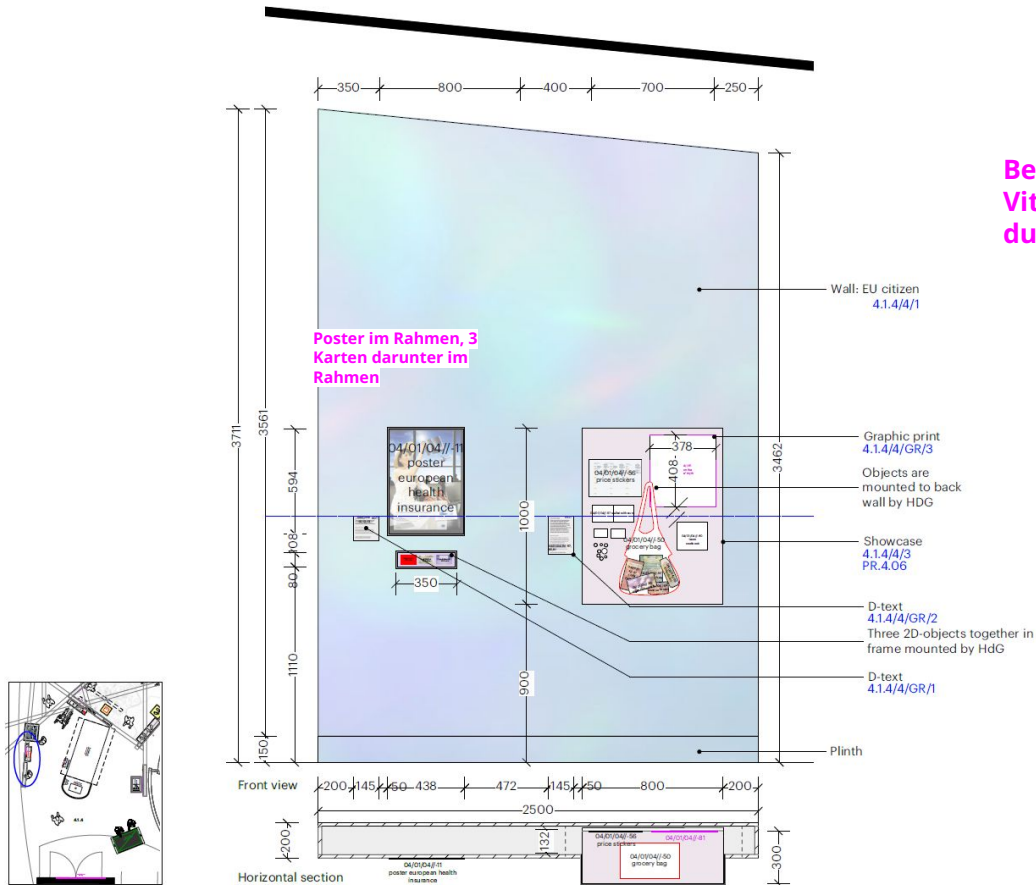 350
800
400
700
250
Be
Vit
du
Wall: EU citizen
4.1.4/4/1
Poster im Rahmen, 3
Karten darunter im
Rahmen
3711
3561
3462
594
80
1110
150
04/01/04//-11
poster
european
health
insurance
350
1000
900
378
408
04/01/04//-56
price stickers
04/01/04//-50
grocery bag
Graphic print
4.1.4/4/GR/3
Objects are
mounted to back
wall by HDG
Showcase
4.1.4/4/3
PR.4.06
D-text
4.1.4/4/GR/2
Three 2D-objects together in
frame mounted by HdG
D-text
4.1.4/4/GR/1
Plinth
4.1.4
Front view
200
145
50
438
472
145
50
800
200
2500
200
132
300
04/01/04//-56
price stickers
04/01/04//-81
04/01/04//-50
grocery bag
04/01/04//-11
poster european health
insurance
Horizontal section